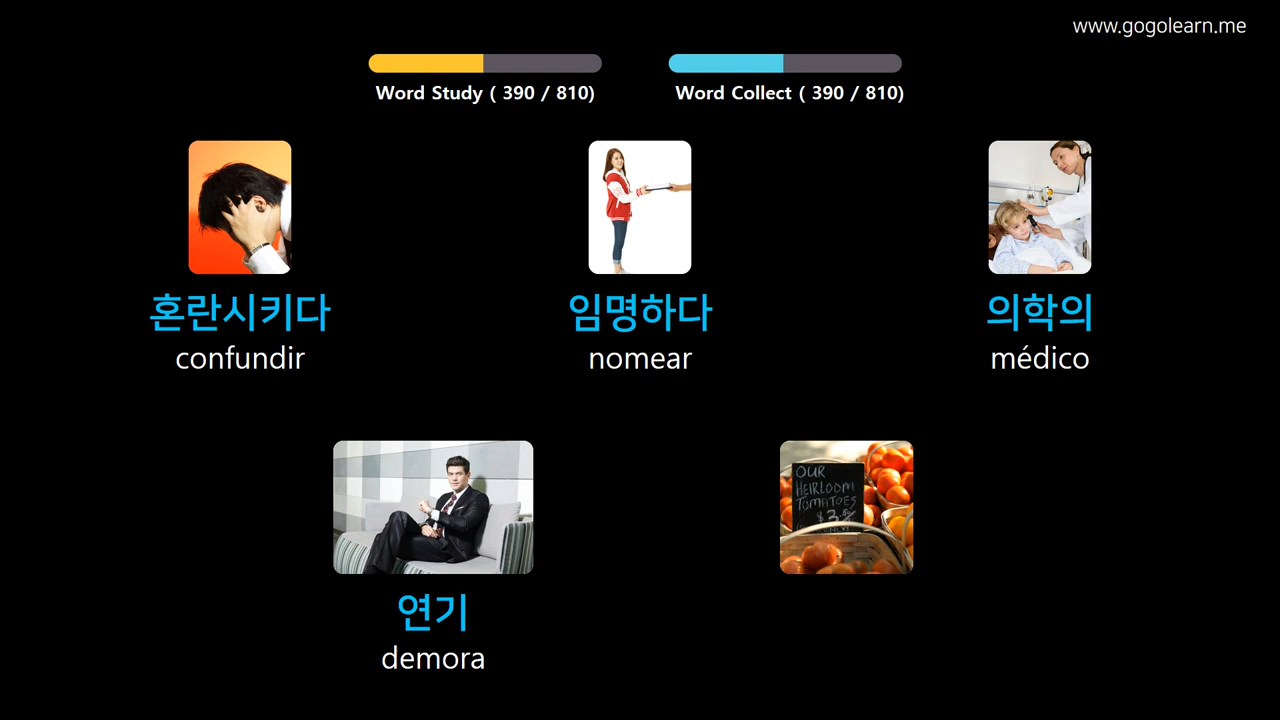 www.gogolearn.me
Word Study ( 390 / 810)
Word Collect ( 390 / 810)
혼란시키다
confundir
임명하다
nomear
의학의
médico
연기
demora
OUR
HEIRLOOM
TOMATOES